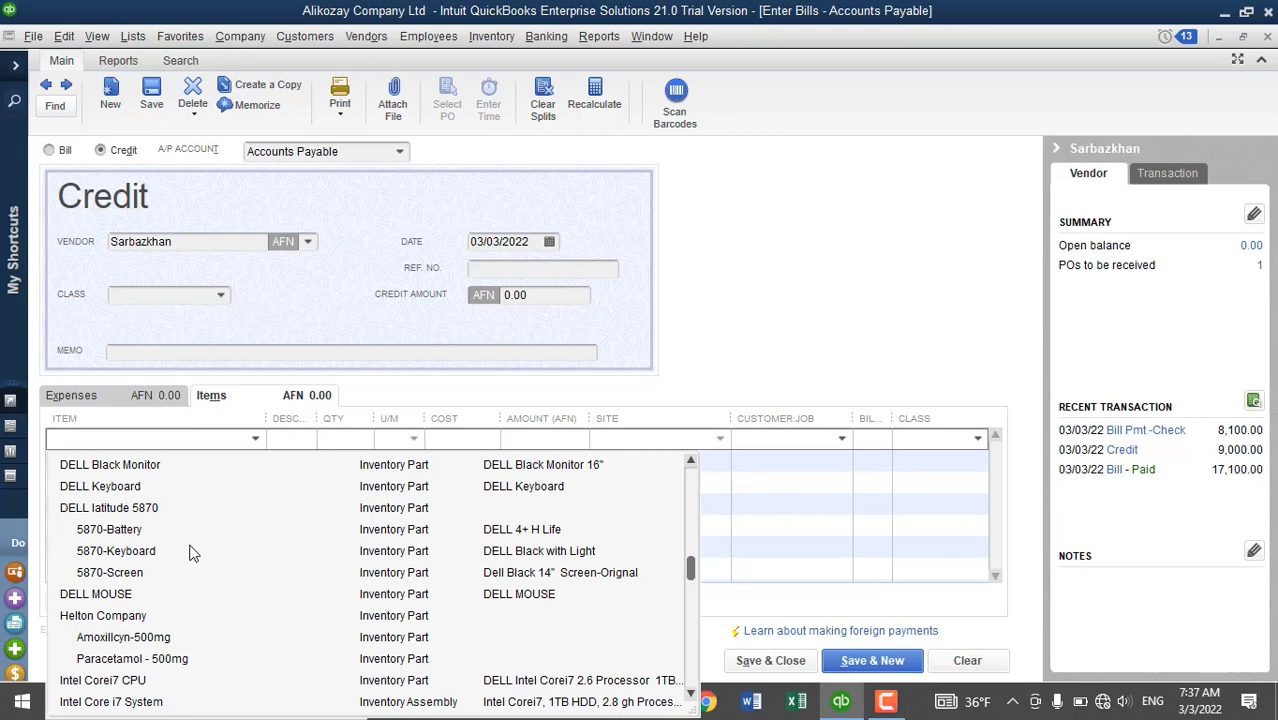 Alikozay Company Ltd - Intuit QuickBooks Enterprise Solutions 21.0 Trial Version - [Enter Bills - Accounts Payable]
File Edit View Lists Favorites Company Customers Vendors Employees Inventory Banking Reports Window Help 13
Main Reports Search
Find New Save Delete Create a Copy Memorize Print Attach File Select PO Enter Time Clear Splits Recalculate Scan Barcodes
My Shortcuts
Do
Bill Credit A/P ACCOUNT Accounts Payable
Credit
VENDOR Sarbazkhan AFN DATE 03/03/2022
REF. NO.
CLASS CREDIT AMOUNT AFN 0.00
MEMO
Expenses AFN 0.00 Items AFN 0.00
ITEM DESC... QTY U/M COST AMOUNT (AFN) SITE CUSTOMER:JOB BIL... CLASS
DELL Black Monitor Inventory Part DELL Black Monitor 16"
DELL Keyboard Inventory Part DELL Keyboard
DELL latitude 5870 Inventory Part
5870-Battery Inventory Part DELL 4+ H Life
5870-Keyboard Inventory Part DELL Black with Light
5870-Screen Inventory Part Dell Black 14" Screen-Orignal
DELL MOUSE Inventory Part DELL MOUSE
Helton Company Inventory Part
Amoxillcyn-500mg Inventory Part
Paracetamol - 500mg Inventory Part
Intel Corei7 CPU Inventory Part DELL Intel Corei7 2.6 Processor 1TB...
Intel Core i7 System Inventory Assembly Intel Corei7, 1TB HDD, 2.8 gh Proces...
Learn about making foreign payments
Save & Close Save & New Clear
Sarbazkhan
Vendor Transaction
SUMMARY
Open balance 0.00
POs to be received 1
RECENT TRANSACTION
03/03/22 Bill Pmt -Check 8,100.00
03/03/22 Credit 9,000.00
03/03/22 Bill - Paid 17,100.00
NOTES
36°F ENG 7:37 AM
3/3/2022